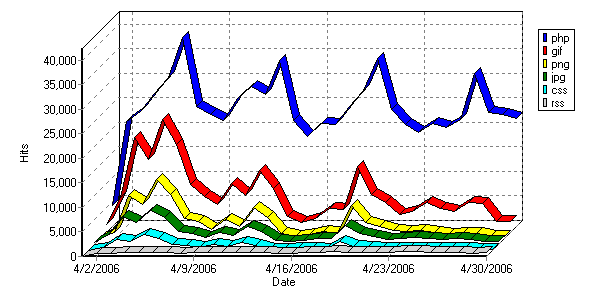 40,000
35,000
30,000
25,000
20,000
15,000
10,000
5,000
0
Hits
4/2/2006 4/9/2006 4/16/2006 4/23/2006 4/30/2006
Date
php
gif
png
jpg
css
rss